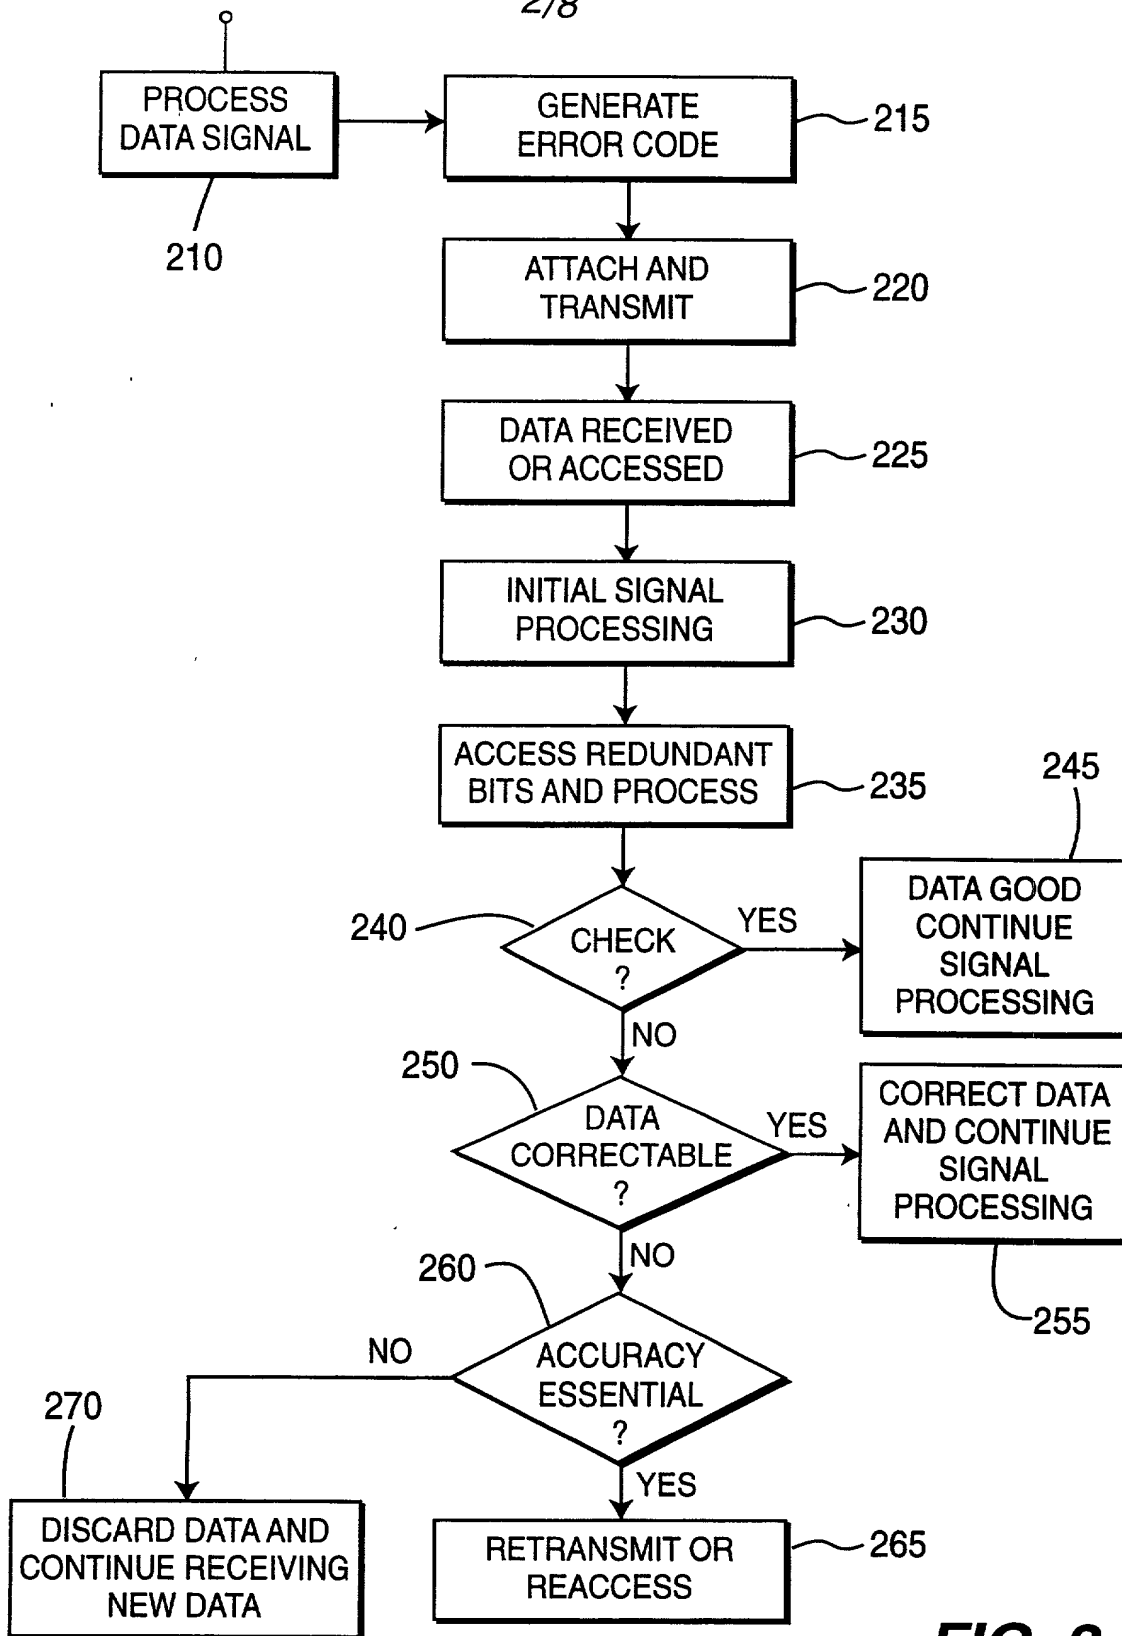 2/8
PROCESS
DATA SIGNAL
210
GENERATE
ERROR CODE
215
ATTACH AND
TRANSMIT
220
DATA RECEIVED
OR ACCESSED
225
INITIAL SIGNAL
PROCESSING
230
ACCESS REDUNDANT
BITS AND PROCESS
235
240
CHECK
?
YES
245
DATA GOOD
CONTINUE
SIGNAL
PROCESSING
NO
250
DATA
CORRECTABLE
?
YES
CORRECT DATA
AND CONTINUE
SIGNAL
PROCESSING
255
NO
260
ACCURACY
ESSENTIAL
?
NO
270
DISCARD DATA AND
CONTINUE RECEIVING
NEW DATA
YES
RETRANSMIT OR
REACCESS
265
FIG.